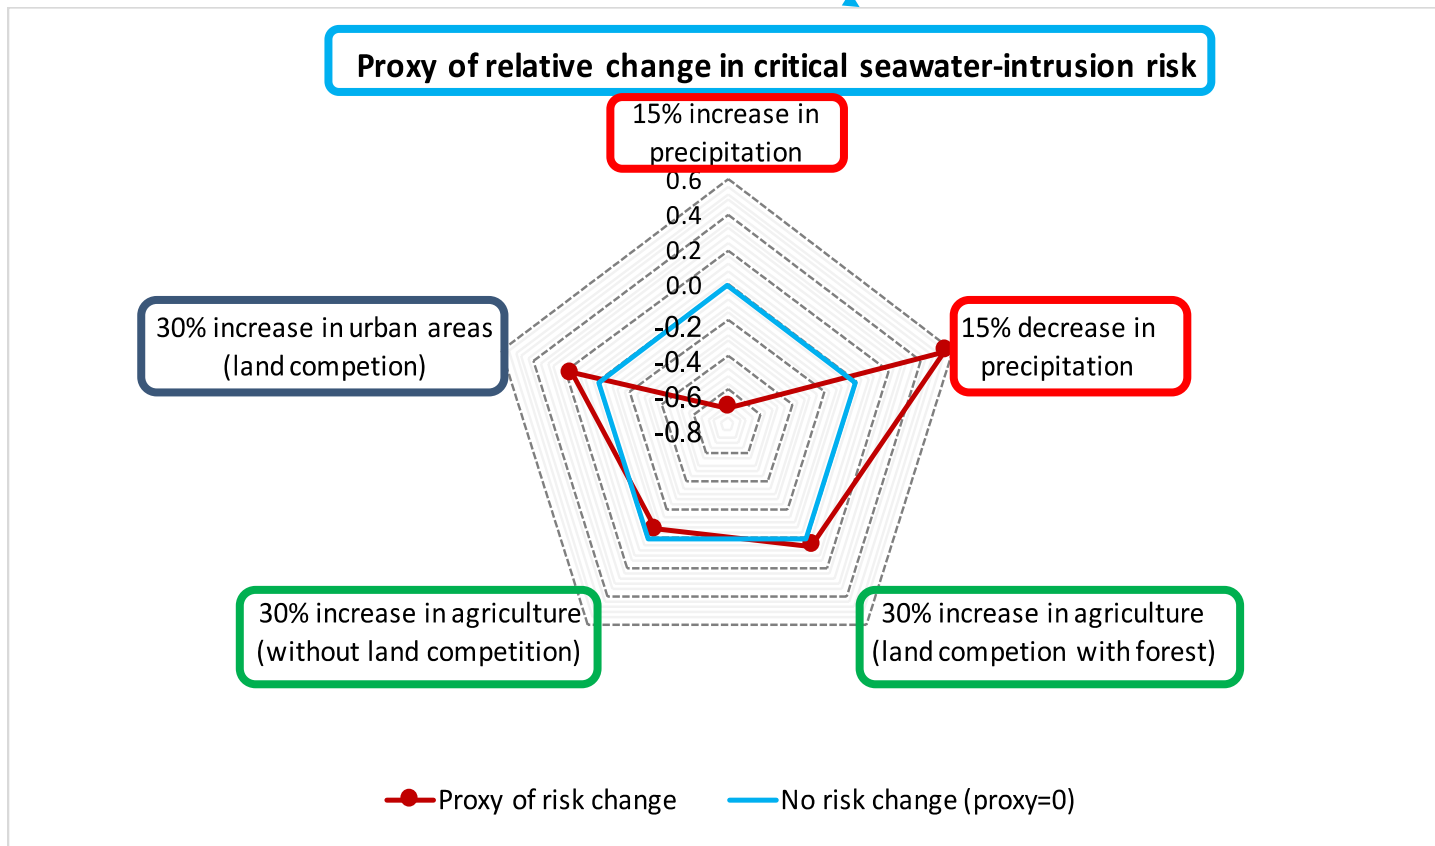 Proxy of relative change in critical seawater-intrusion risk
15% increase in
precipitation
0.6
0.4
0.2
0.0
-0.2
-0.4
-0.6
-0.8
30% increase in urban areas
(land competion)
15% decrease in
precipitation
30% increase in agriculture
(without land competition)
30% increase in agriculture
(land competion with forest)
Proxy of risk change
No risk change (proxy=0)